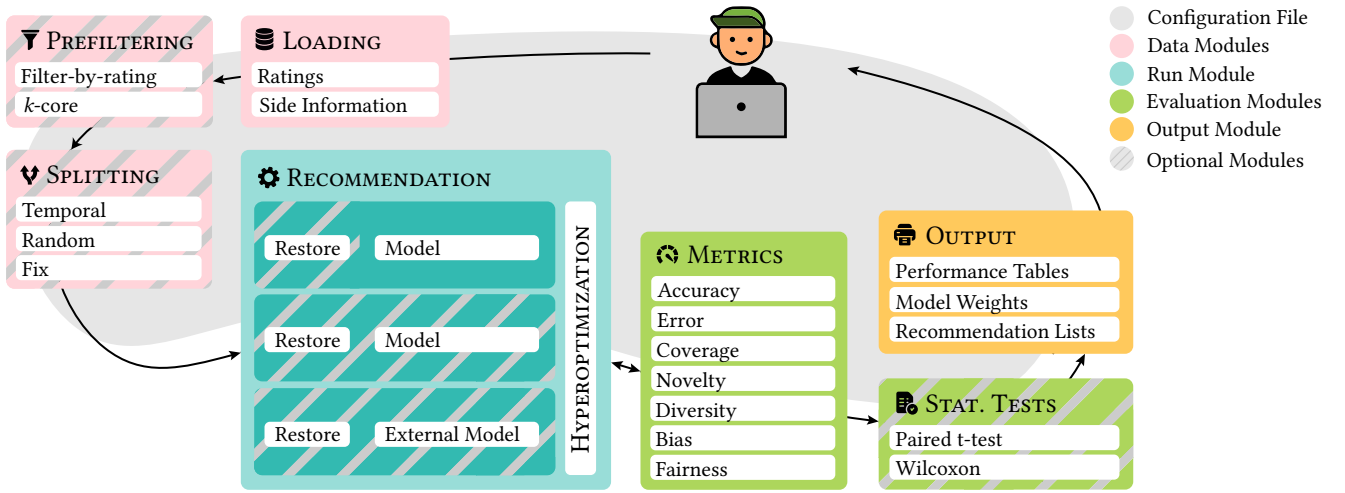 PREFILTERING
Filter-by-rating
k-core
LOADING
Ratings
Side Information
SPLITTING
Temporal
Random
Fix
RECOMMENDATION
Restore
Model
Restore
Model
Restore
External Model
HYPEROPTIMIZATION
METRICS
Accuracy
Error
Coverage
Novelty
Diversity
Bias
Fairness
OUTPUT
Performance Tables
Model Weights
Recommendation Lists
STAT. TESTS
Paired t-test
Wilcoxon
Configuration File
Data Modules
Run Module
Evaluation Modules
Output Module
Optional Modules